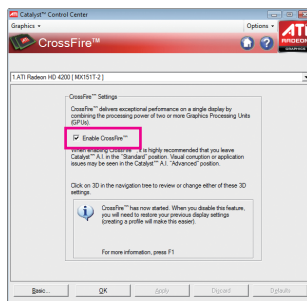 Catalyst™ Control Center
Graphics ▾ Options ▾
ATI
RADEON
GRAPHICS
CrossFire™
1.ATI Radeon HD 4200 [ MX151T-2 ]
CrossFire™ Settings
CrossFire™ delivers exceptional performance on a single display by
combining the processing power of two or more Graphics Processing Units
(GPUs).
Enable CrossFire™
When enabling CrossFire™, it is highly recommended that you leave
Catalyst™ A.I. in the "Standard" position. Visual corruption or application
issues may be seen in the Catalyst™ A.I. "Advanced" position.
Click on 3D in the navigation tree to review or change either of these 3D
settings.
CrossFire™ has now started. When you disable this feature,
you will need to restore your previous display settings
(creating a profile will make this easier).
For more information, press F1
Basic... OK Apply Discard Defaults